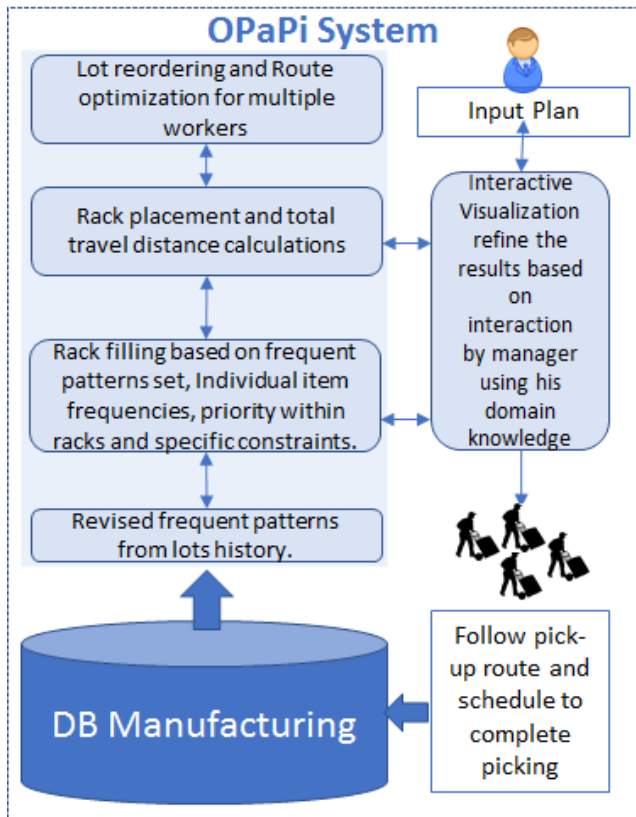 OPaPi System
Lot reordering and Route
optimization for multiple
workers
Input Plan
Rack placement and total
travel distance calculations
Interactive
Visualization
refine the
results based
on
interaction
by manager
using his
domain
knowledge
Rack filling based on frequent
patterns set, Individual item
frequencies, priority within
racks and specific constraints.
Revised frequent patterns
from lots history.
DB Manufacturing
Follow pick-
up route and
schedule to
complete
picking